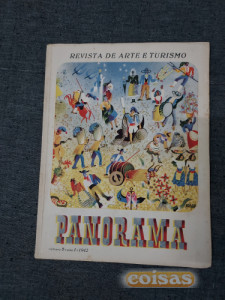 REVISTA DE ARTE E TURISMO
PANORAMA
coisas